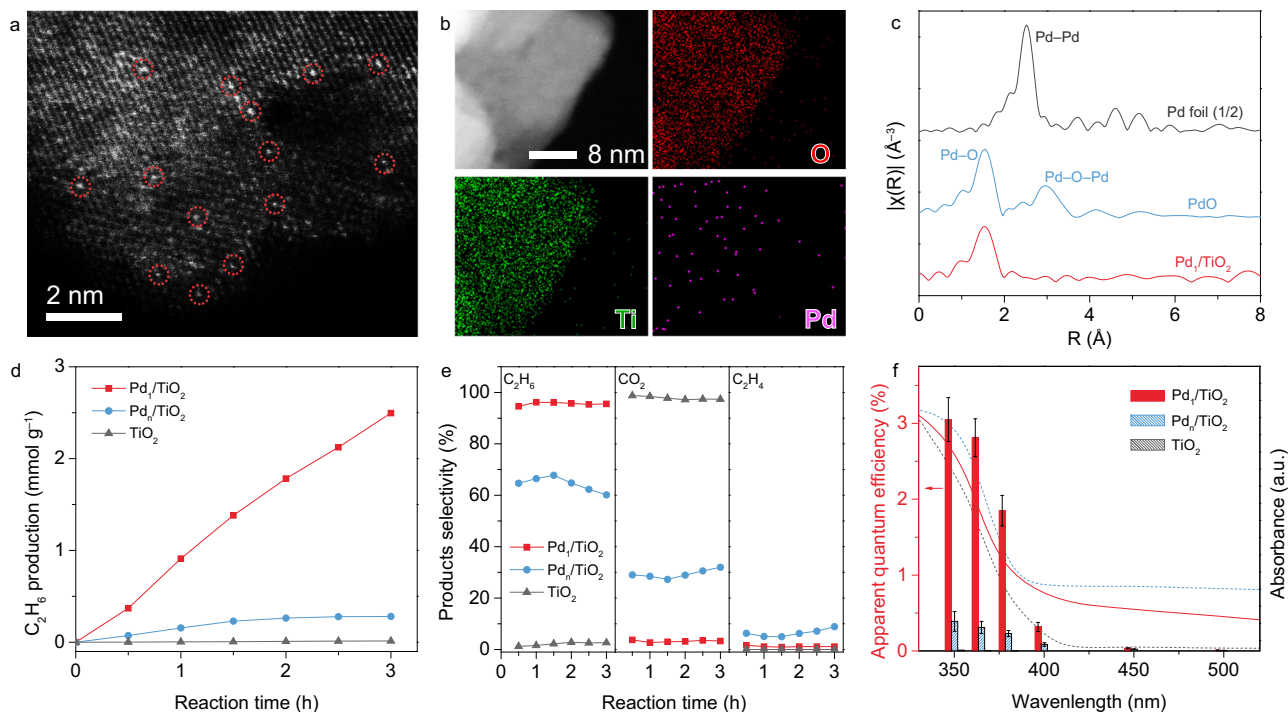 a
2 nm
b
8 nm
O
Ti
Pd
c
Pd–Pd
Pd foil (1/2)
Pd–O
Pd–O–Pd
PdO
Pd₁/TiO₂
|χ(R)| (Å⁻³)
0 2 4 6 8
R (Å)
d
Pd₁/TiO₂
Pdₙ/TiO₂
TiO₂
C₂H₆ production (mmol g⁻¹)
3
2
1
0
0 1 2 3
Reaction time (h)
e
C₂H₆ CO₂ C₂H₄
Products selectivity (%)
100
80
60
40
20
0
Pd₁/TiO₂
Pdₙ/TiO₂
TiO₂
1 2 3 1 2 3 1 2 3
Reaction time (h)
f
Pd₁/TiO₂
Pdₙ/TiO₂
TiO₂
Apparent quantum efficiency (%)
3
2
1
0
Absorbance (a.u.)
350 400 450 500
Wavelength (nm)